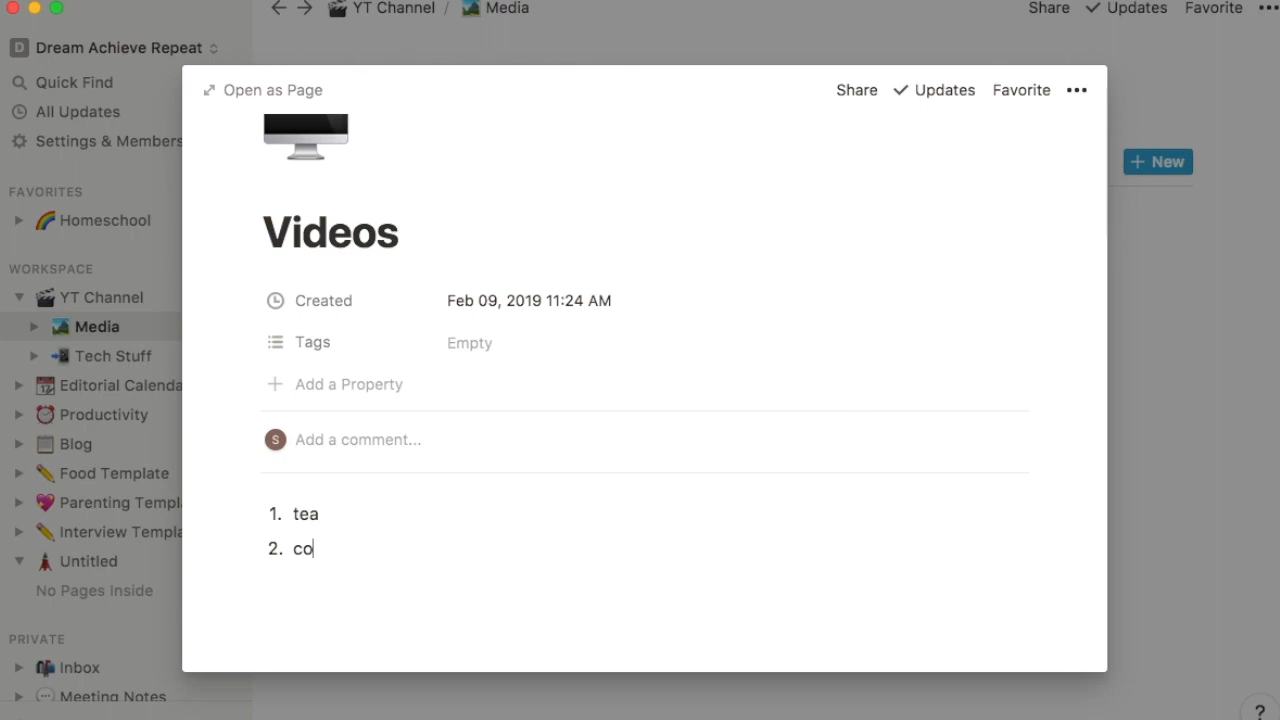 YT Channel / Media
Share Updates Favorite
D Dream Achieve Repeat
Quick Find
All Updates
Settings & Members
FAVORITES
Homeschool
WORKSPACE
YT Channel
Media
Tech Stuff
Editorial Calenda
Productivity
Blog
Food Template
Parenting Templ
Interview Templa
Untitled
No Pages Inside
PRIVATE
Inbox
Meeting Notes
Open as Page
Share Updates Favorite
Videos
Created Feb 09, 2019 11:24 AM
Tags Empty
Add a Property
S Add a comment...
1. tea
2. co
+ New
?